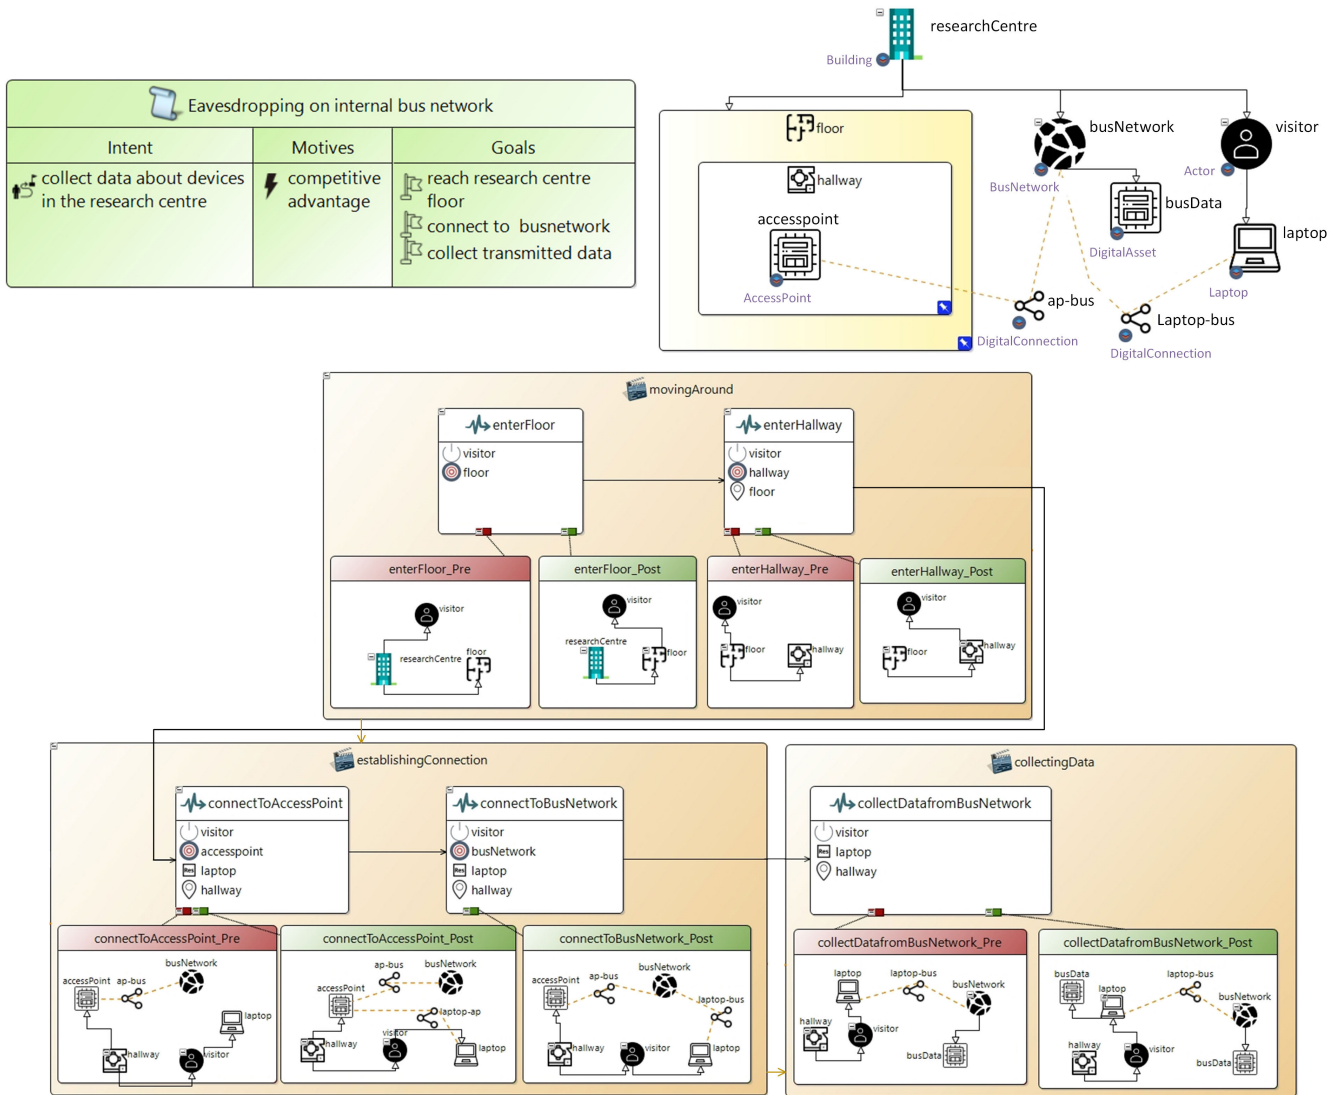 researchCentre
Building
Eavesdropping on internal bus network
Intent
Motives
Goals
collect data about devices
in the research centre
competitive
advantage
reach research centre
floor
connect to busnetwork
collect transmitted data
floor
hallway
accesspoint
AccessPoint
busNetwork
BusNetwork
visitor
Actor
busData
DigitalAsset
laptop
Laptop
ap-bus
DigitalConnection
Laptop-bus
DigitalConnection
movingAround
enterFloor
visitor
floor
enterHallway
visitor
hallway
floor
enterFloor_Pre
visitor
researchCentre
floor
enterFloor_Post
visitor
researchCentre
floor
enterHallway_Pre
visitor
floor
hallway
enterHallway_Post
visitor
floor
hallway
establishingConnection
connectToAccessPoint
visitor
accesspoint
Res laptop
hallway
connectToBusNetwork
visitor
busNetwork
Res laptop
hallway
connectToAccessPoint_Pre
busNetwork
accessPoint
ap-bus
laptop
hallway
visitor
connectToAccessPoint_Post
ap-bus
busNetwork
accessPoint
laptop-ap
visitor
hallway
laptop
connectToBusNetwork_Post
accessPoint
ap-bus
busNetwork
laptop-bus
hallway
visitor
laptop
collectingData
collectDatafromBusNetwork
visitor
Res laptop
hallway
collectDatafromBusNetwork_Pre
laptop
laptop-bus
busNetwork
hallway
visitor
busData
collectDatafromBusNetwork_Post
busData
laptop
laptop-bus
busNetwork
hallway
visitor
busData